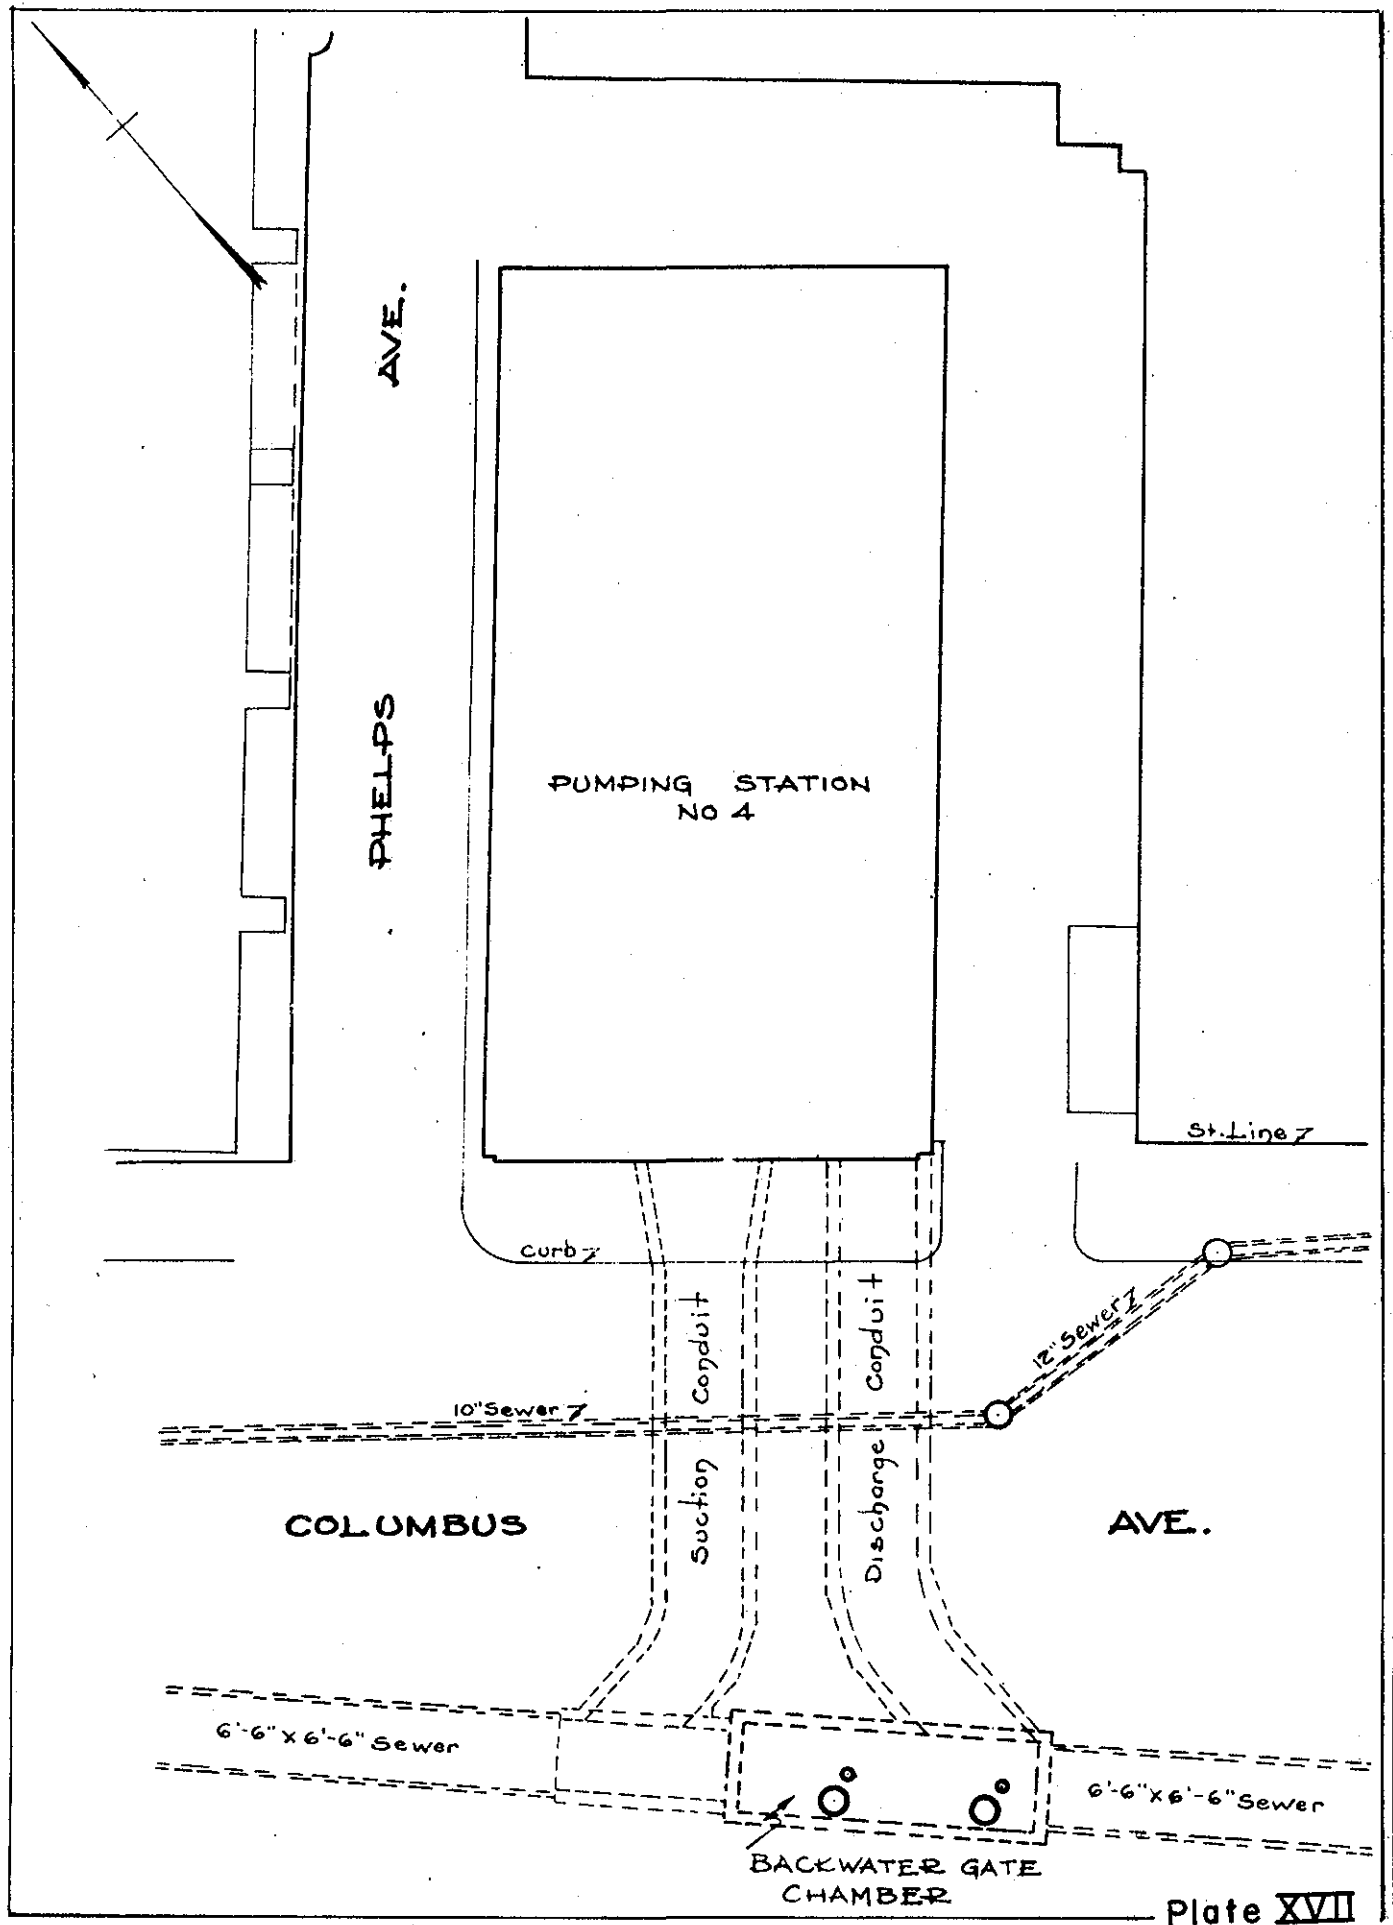 PHELPS AVE.
PUMPING STATION
No 4
St. Line
Curb
12" Sewer
10" Sewer
Suction Conduit
Discharge Conduit
COLUMBUS AVE.
6'-6" X 6'-6" Sewer
6'-6" X 6'-6" Sewer
BACKWATER GATE
CHAMBER
Plate XVII